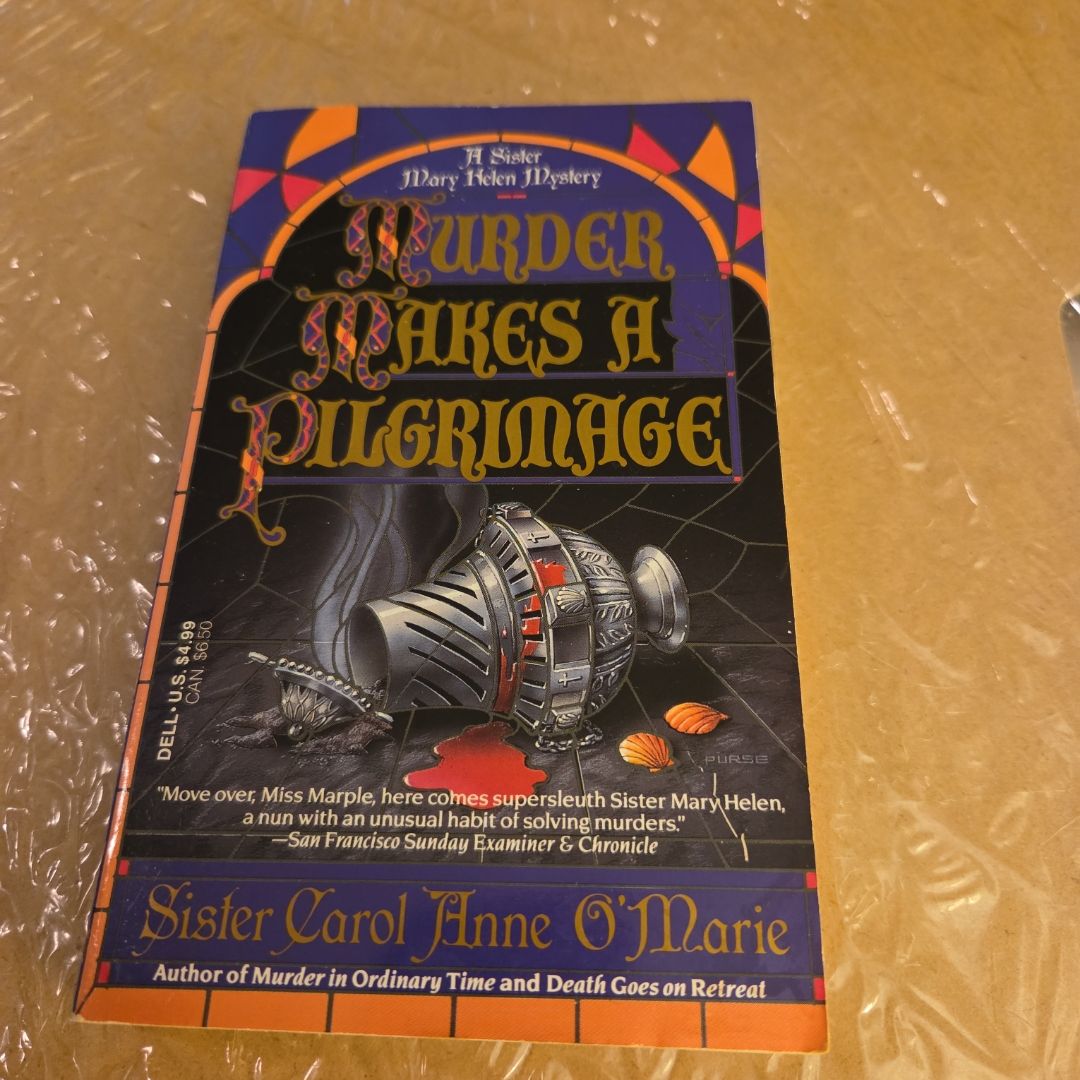 A Sister
Mary Helen Mystery
MURDER
MAKES A
PILGRIMAGE
DELL • U.S. $4.99
CAN. $6.50
PURSE
"Move over, Miss Marple, here comes supersleuth Sister Mary Helen,
a nun with an unusual habit of solving murders."
—San Francisco Sunday Examiner & Chronicle
Sister Carol Anne O'Marie
Author of Murder in Ordinary Time and Death Goes on Retreat